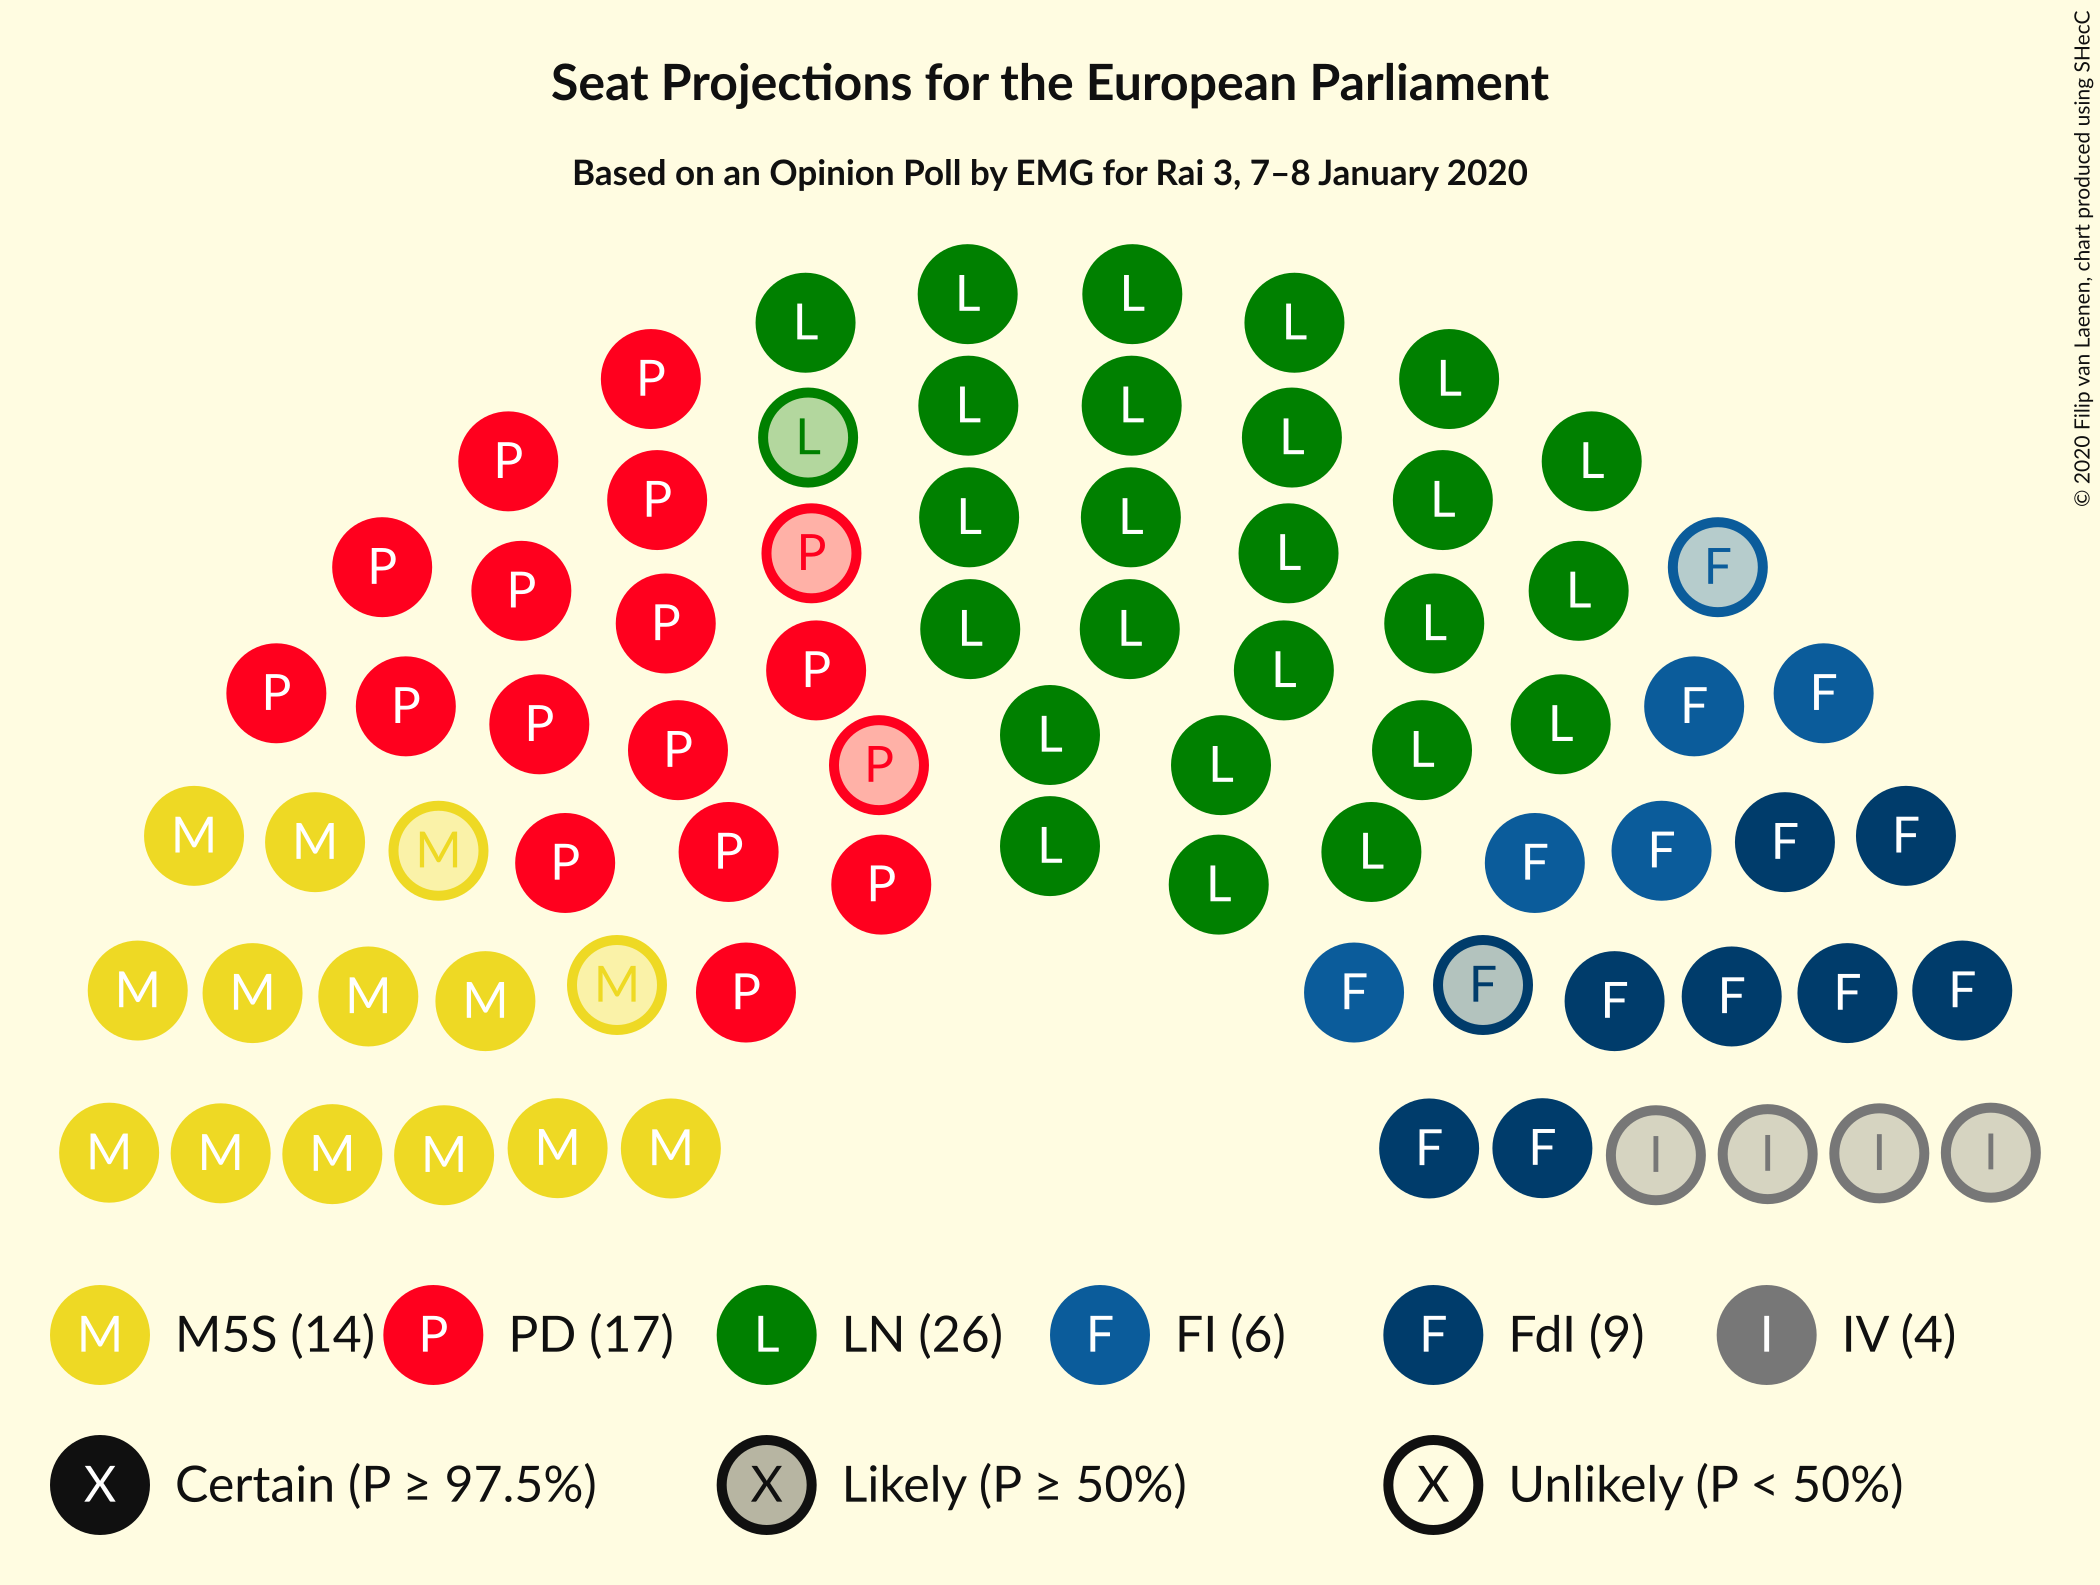 Seat Projections for the European Parliament
Based on an Opinion Poll by EMG for Rai 3, 7–8 January 2020
© 2020 Filip van Laenen, chart produced using SHecC
L L
L L
P L
L L
L L
P P L
P L
P L
P L
P F
P L
P L
L L
P L
P F F
P P F
P L
P L
L
P L
M M F F
M M F F
P F
P L
L
P L
M M M M F F F F
M P F F
M M M M M M F F I I I I
M M5S (14) P PD (17) L LN (26) F FI (6) F FdI (9) I IV (4)
X Certain (P ≥ 97.5%) X Likely (P ≥ 50%) X Unlikely (P < 50%)